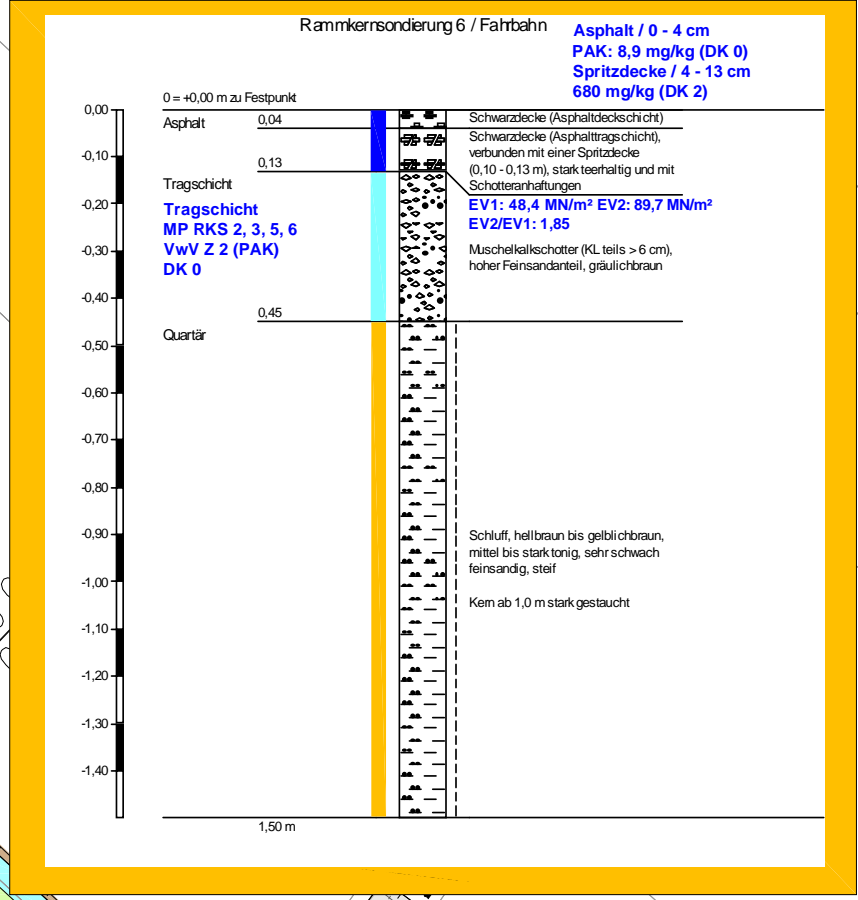 Rammkernsondierung 6 / Fahrbahn
Asphalt / 0 - 4 cm
PAK: 8,9 mg/kg (DK 0)
Spritzdecke / 4 - 13 cm
680 mg/kg (DK 2)
0 = +0,00 m zu Festpunkt
0,00
-0,10
-0,20
-0,30
-0,40
-0,50
-0,60
-0,70
-0,80
-0,90
-1,00
-1,10
-1,20
-1,30
-1,40
Asphalt
0,04
0,13
Tragschicht
Tragschicht
MP RKS 2, 3, 5, 6
VwV Z 2 (PAK)
DK 0
0,45
Quartär
1,50 m
Schwarzdecke (Asphaltdeckschicht)
Schwarzdecke (Asphalttragschicht),
verbunden mit einer Spritzdecke
(0,10 - 0,13 m), stark teerhaltig und mit
Schotteranhaftungen
EV1: 48,4 MN/m² EV2: 89,7 MN/m²
EV2/EV1: 1,85
Muschelkalkschotter (KL teils > 6 cm),
hoher Feinsandanteil, gräulichbraun
Schluff, hellbraun bis gelblichbraun,
mittel bis stark tonig, sehr schwach
feinsandig, steif
Kern ab 1,0 m stark gestaucht